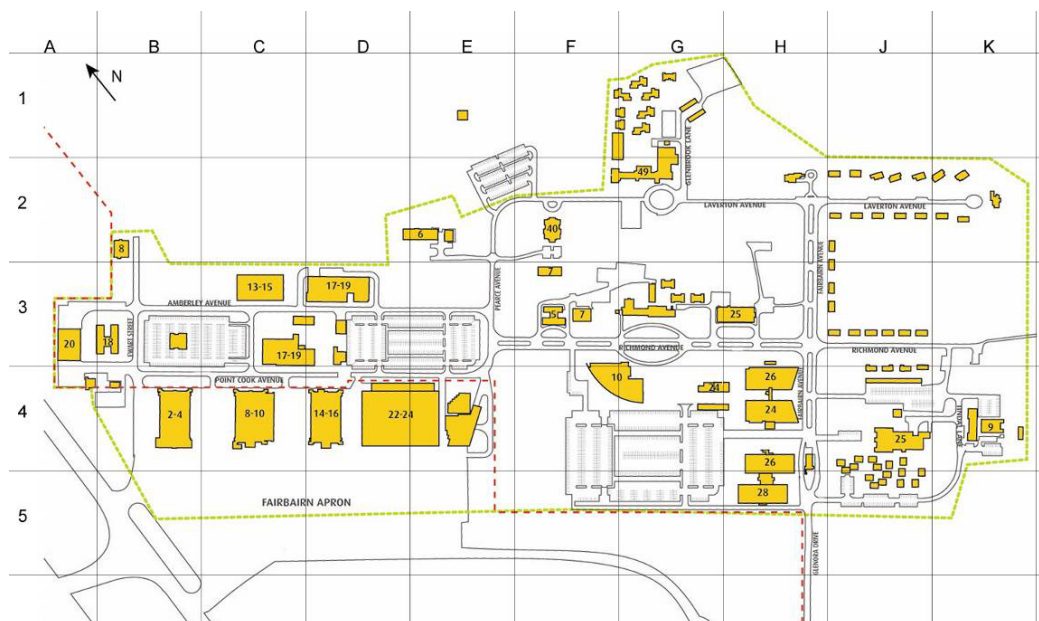 A B C D E F G H J K
N
1
GLENBROOK LANE
49
2
LAVERTON AVENUE
LAVERTON AVENUE
40
6
8
7
13-15
17-19
PEARCE AVENUE
FAIRBAIRN AVENUE
AMBERLEY AVENUE
3
5
7
25
20
18
EWART STREET
17-19
RICHMOND AVENUE
RICHMOND AVENUE
POINT COOK AVENUE
10
26
24
FAIRBAIRN AVENUE
4
2-4
8-10
14-16
22-24
24
9
25
26
28
FAIRBAIRN APRON
5
GLENORA DRIVE